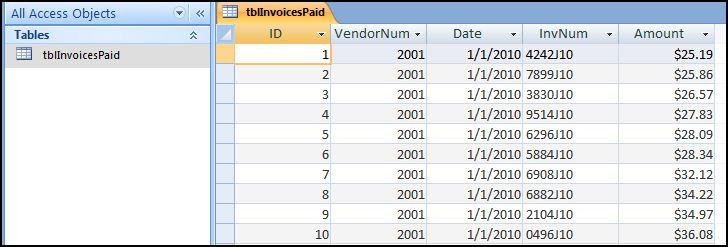 All Access Objects
Tables
tblInvoicesPaid
tblInvoicesPaid
ID VendorNum Date InvNum Amount
1 2001 1/1/2010 4242J10 $25.19
2 2001 1/1/2010 7899J10 $25.86
3 2001 1/1/2010 3830J10 $26.57
4 2001 1/1/2010 9514J10 $27.83
5 2001 1/1/2010 6296J10 $28.09
6 2001 1/1/2010 5884J10 $28.34
7 2001 1/1/2010 6908J10 $32.12
8 2001 1/1/2010 6882J10 $34.22
9 2001 1/1/2010 2104J10 $34.97
10 2001 1/1/2010 0496J10 $36.08